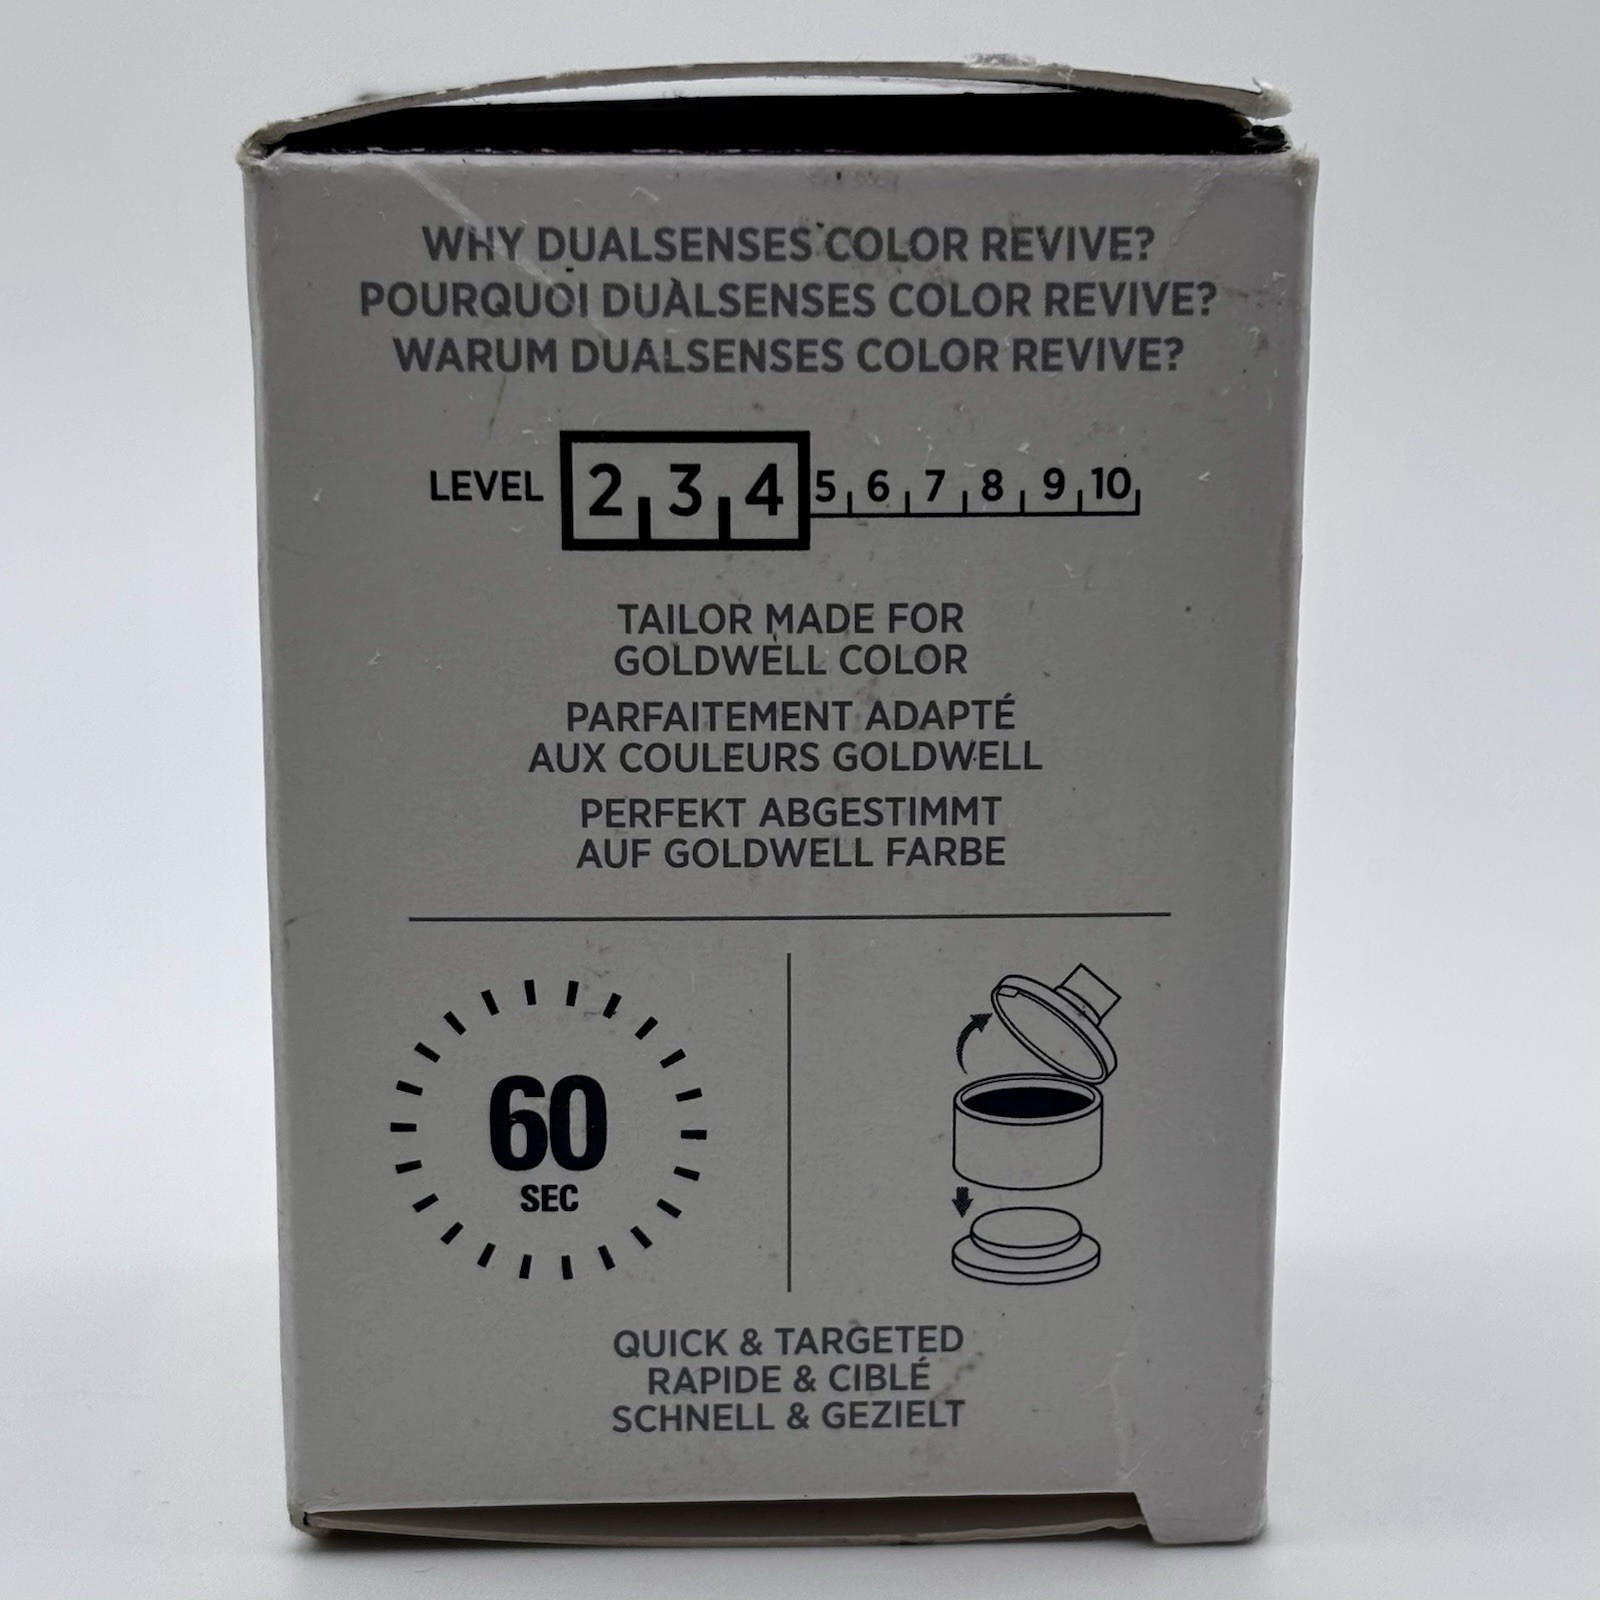 WHY DUALSENSES COLOR REVIVE?
POURQUOI DUALSENSES COLOR REVIVE?
WARUM DUALSENSES COLOR REVIVE?
LEVEL 2 3 4 5 6 7 8 9 10
TAILOR MADE FOR
GOLDWELL COLOR
PARFAITEMENT ADAPTÉ
AUX COULEURS GOLDWELL
PERFEKT ABGESTIMMT
AUF GOLDWELL FARBE
60
SEC
QUICK & TARGETED
RAPIDE & CIBLÉ
SCHNELL & GEZIELT